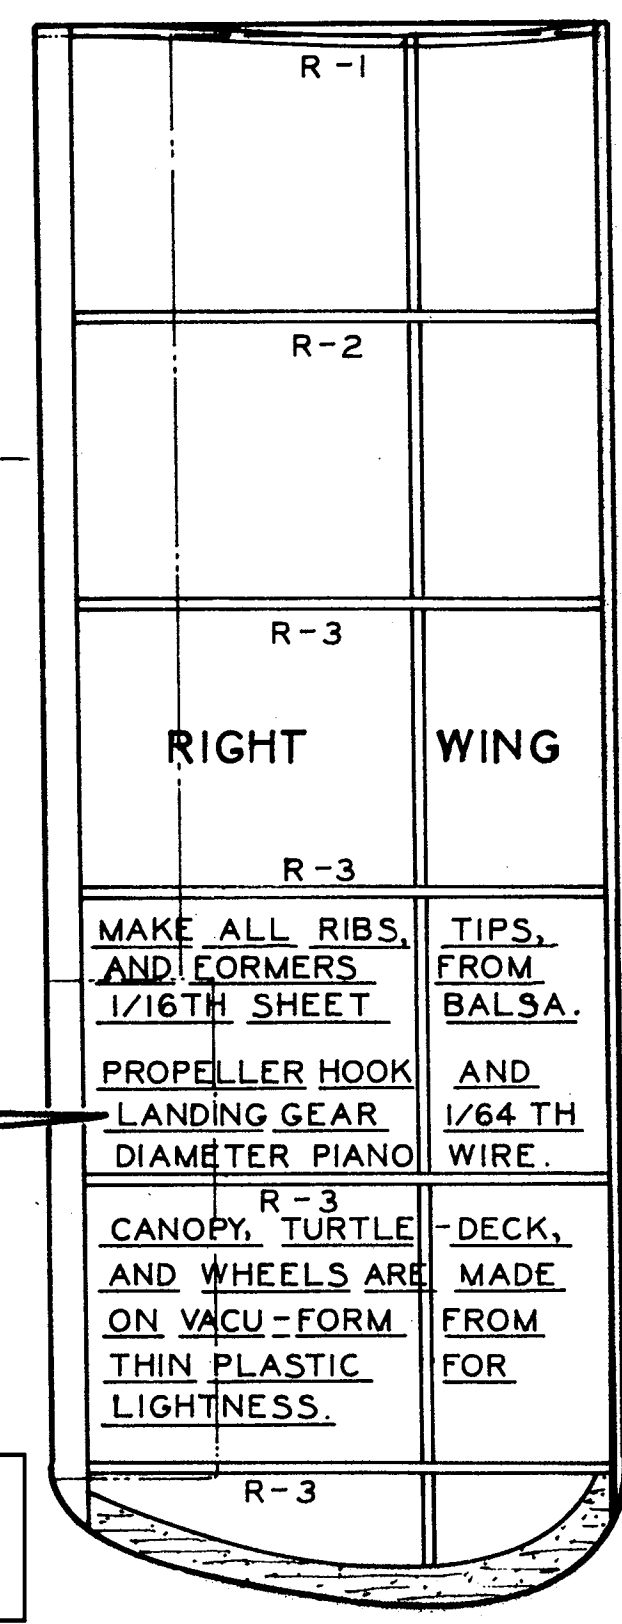 R-1
R-2
R-3
RIGHT WING
R-3
MAKE ALL RIBS, TIPS,
AND FORMERS FROM
1/16TH SHEET BALSA.
PROPELLER HOOK AND
LANDING GEAR 1/64 TH
DIAMETER PIANO WIRE.
R-3
CANOPY, TURTLE-DECK,
AND WHEELS ARE MADE
ON VACU-FORM FROM
THIN PLASTIC FOR
LIGHTNESS.
R-3